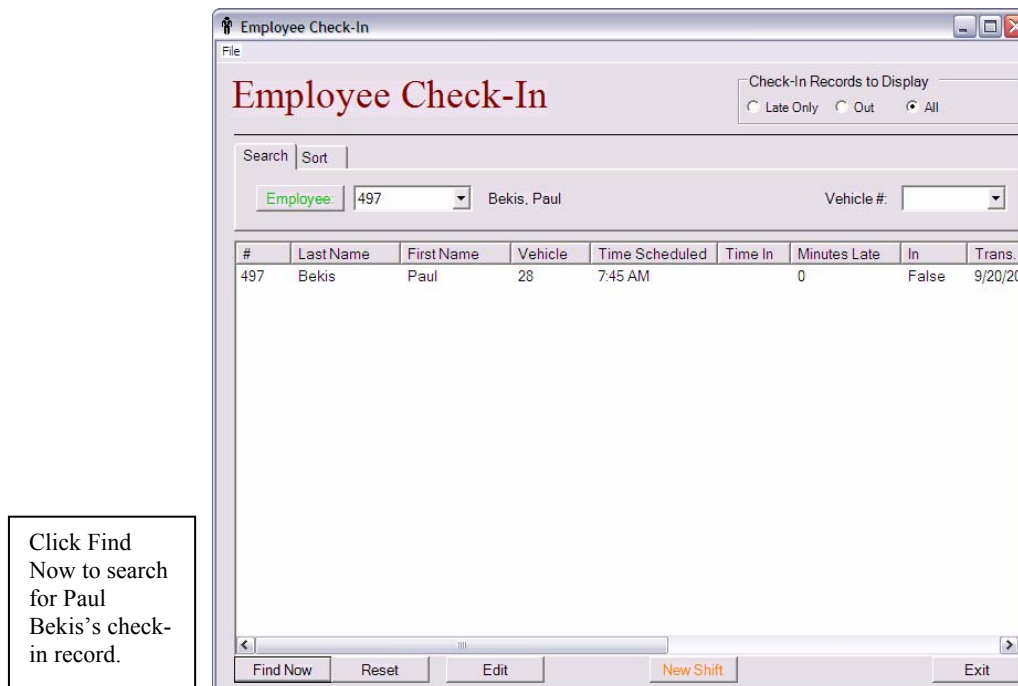 Employee Check-In
File
Employee Check-In
Check-In Records to Display
Late Only Out All
Search Sort
Employee: 497 Bekis, Paul Vehicle #:
# Last Name First Name Vehicle Time Scheduled Time In Minutes Late In Trans.
497 Bekis Paul 28 7:45 AM 0 False 9/20/20
Click Find
Now to search
for Paul
Bekis’s check-
in record.
Find Now Reset Edit New Shift Exit